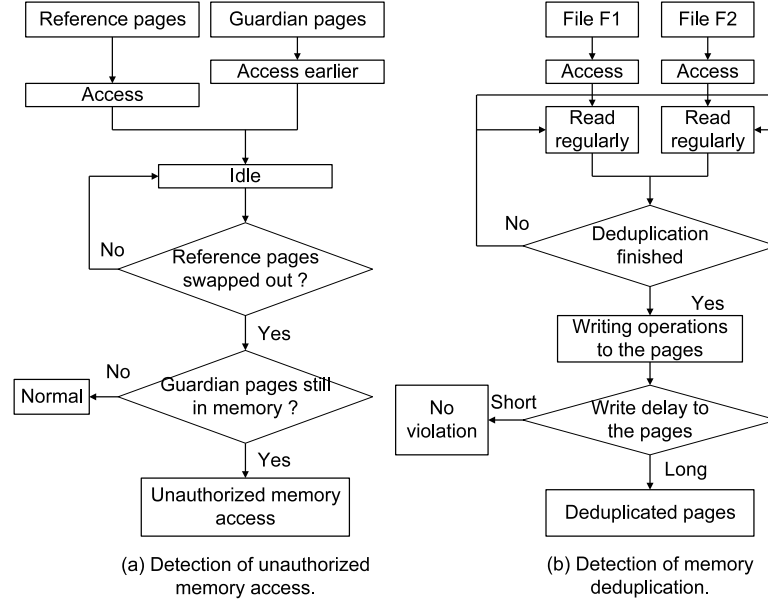 Reference pages
Guardian pages
Access
Access earlier
Idle
No
Reference pages
swapped out ?
Yes
No
Normal
Guardian pages still
in memory ?
Yes
Unauthorized memory
access
(a) Detection of unauthorized
memory access.
File F1
File F2
Access
Access
Read
regularly
Read
regularly
No
Deduplication
finished
Yes
Writing operations
to the pages
No
violation
Short
Write delay to
the pages
Long
Deduplicated pages
(b) Detection of memory
deduplication.